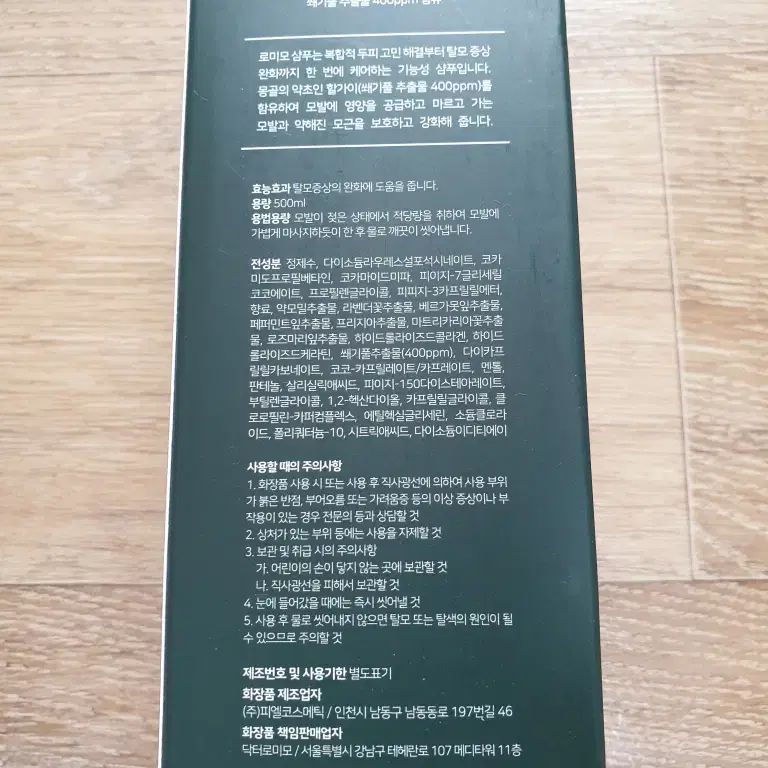 쐐기풀 추출물 400ppm 함유
로미모 샴푸는 복합적 두피 고민 해결부터 탈모 증상
완화까지 한 번에 케어하는 기능성 샴푸입니다.
몽골의 약초인 할가이(쐐기풀 추출물 400ppm)를
함유하여 모발에 영양을 공급하고 마르고 가는
모발과 약해진 모근을 보호하고 강화해 줍니다.
효능효과 탈모증상의 완화에 도움을 줍니다.
용량 500ml
용법용량 모발이 젖은 상태에서 적당량을 취하여 모발에
가볍게 마사지하듯이 한 후 물로 깨끗이 씻어냅니다.
전성분 정제수, 다이소듐라우레스설포석시네이트, 코카
미도프로필베타인, 코카마이드미파, 피이지-7글리세릴
코코에이트, 프로필렌글라이콜, 피피지-3카프릴릴에터,
향료, 약모밀추출물, 라벤더꽃추출물, 베르가못잎추출물,
페퍼민트잎추출물, 프리지아추출물, 마트리카리아꽃추출
물, 로즈마리잎추출물, 하이드롤라이즈드콜라겐, 하이드
롤라이즈드케라틴, 쐐기풀추출물(400ppm), 다이카프
릴릴카보네이트, 코코-카프릴레이트/카프레이트, 멘톨,
판테놀, 살리실릭애씨드, 피이지-150다이스테아레이트,
부틸렌글라이콜, 1,2-헥산다이올, 카프릴릴글라이콜, 클
로로필린-카퍼컴플렉스, 에틸헥실글리세린, 소듐클로라
이드, 폴리쿼터늄-10, 시트릭애씨드, 다이소듐이디티에이
사용할 때의 주의사항
1. 화장품 사용 시 또는 사용 후 직사광선에 의하여 사용 부위
가 붉은 반점, 부어오름 또는 가려움증 등의 이상 증상이나 부
작용이 있는 경우 전문의 등과 상담할 것
2. 상처가 있는 부위 등에는 사용을 자제할 것
3. 보관 및 취급 시의 주의사항
가. 어린이의 손이 닿지 않는 곳에 보관할 것
나. 직사광선을 피해서 보관할 것
4. 눈에 들어갔을 때에는 즉시 씻어낼 것
5. 사용 후 물로 씻어내지 않으면 탈모 또는 탈색의 원인이 될
수 있으므로 주의할 것
제조번호 및 사용기한 별도표기
화장품 제조업자
(주)피엘코스메틱 / 인천시 남동구 남동동로 197번길 46
화장품 책임판매업자
닥터로미모 / 서울특별시 강남구 테헤란로 107 메디타워 11층